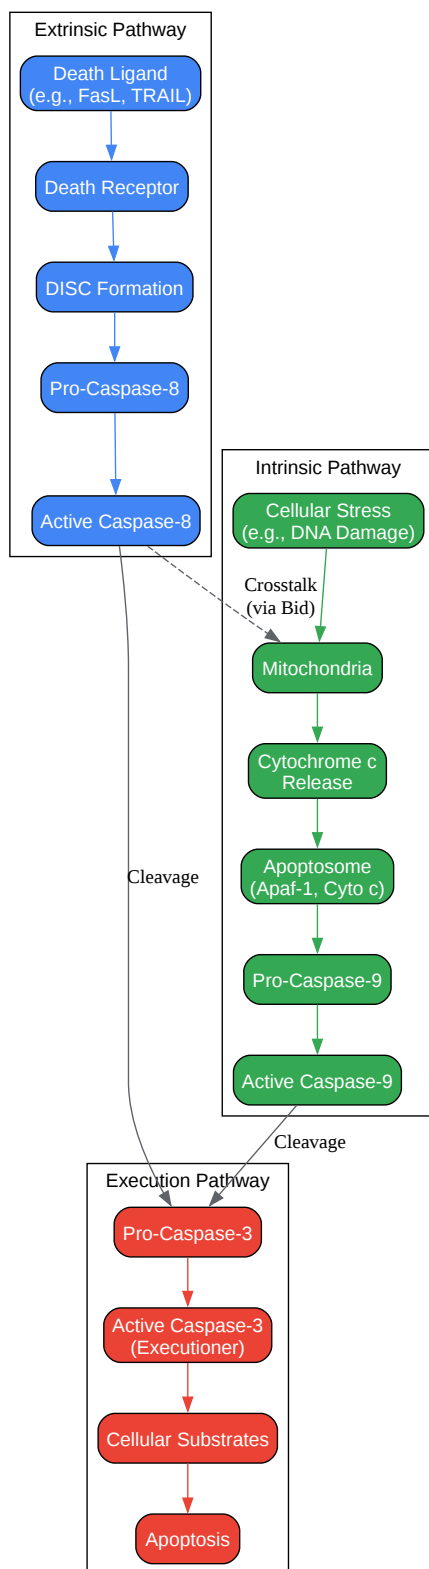 Extrinsic Pathway
Death Ligand
(e.g., FasL, TRAIL)
Death Receptor
DISC Formation
Pro-Caspase-8
Active Caspase-8
Intrinsic Pathway
Cellular Stress
(e.g., DNA Damage)
Crosstalk
(via Bid)
Mitochondria
Cytochrome c
Release
Apoptosome
(Apaf-1, Cyto c)
Pro-Caspase-9
Active Caspase-9
Cleavage
Cleavage
Execution Pathway
Pro-Caspase-3
Active Caspase-3
(Executioner)
Cellular Substrates
Apoptosis